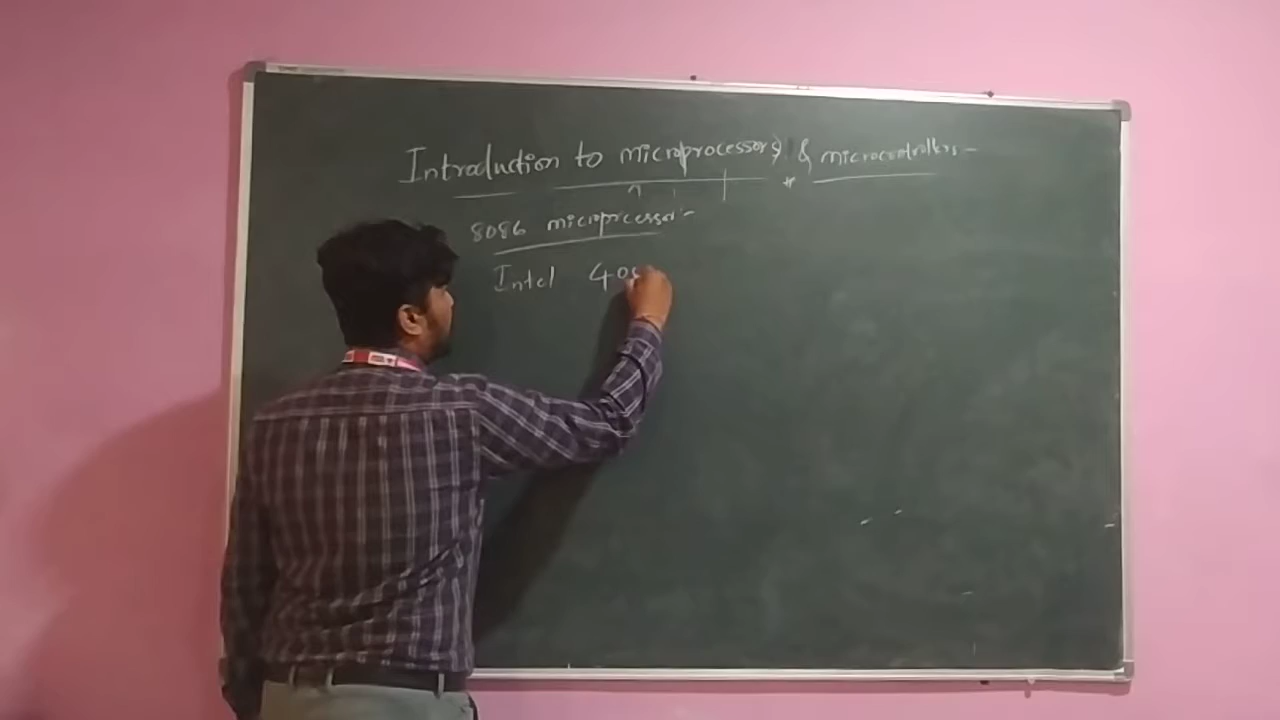 Introduction to microprocessors & microcontrollers -
8086 microprocessor:-
Intel 40